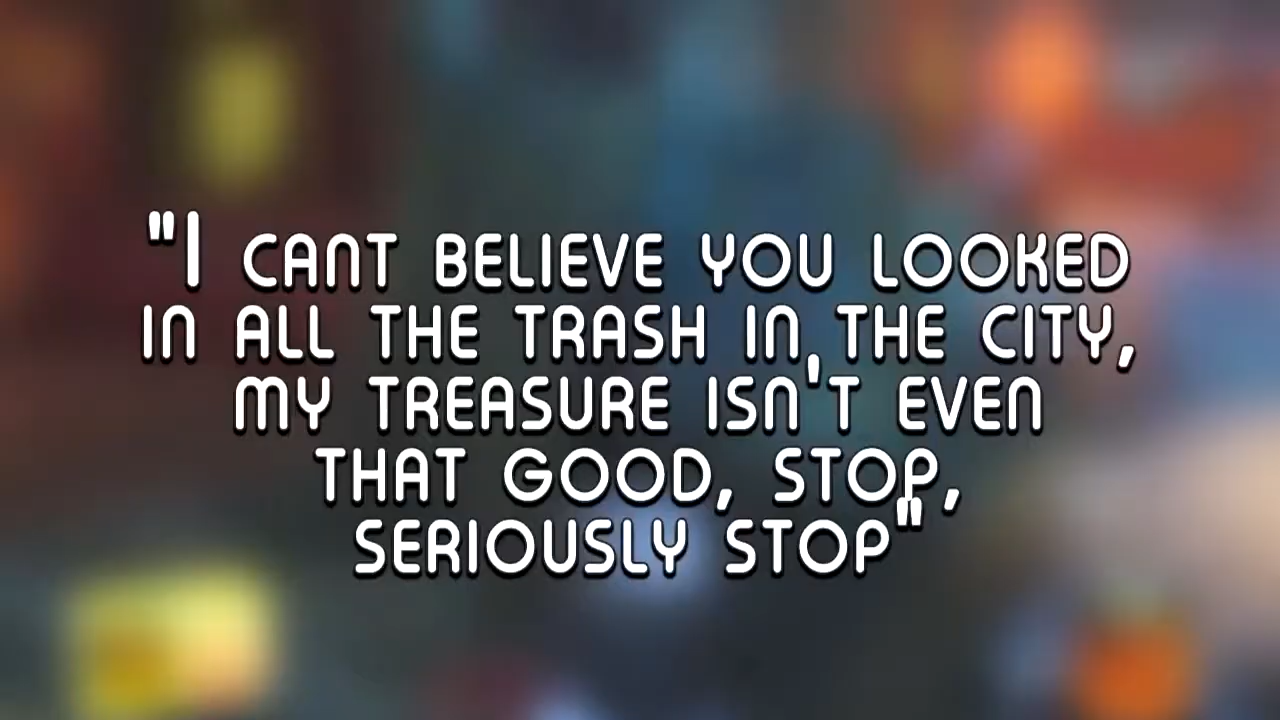 "I CANT BELIEVE YOU LOOKED
IN ALL THE TRASH IN THE CITY,
MY TREASURE ISN'T EVEN
THAT GOOD, STOP,
SERIOUSLY STOP"